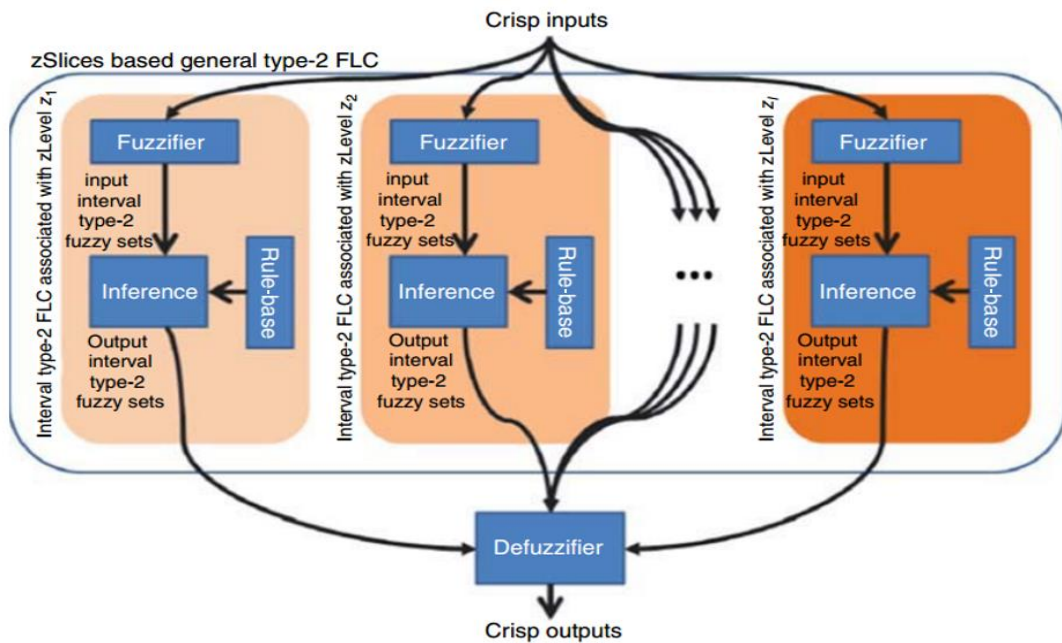 Crisp inputs
zSlices based general type-2 FLC
Interval type-2 FLC associated with zLevel z1
Fuzzifier
input
interval
type-2
fuzzy sets
Inference
Rule-base
Output
interval
type-2
fuzzy sets
Interval type-2 FLC associated with zLevel z2
Fuzzifier
input
interval
type-2
fuzzy sets
Inference
Rule-base
Output
interval
type-2
fuzzy sets
...
Interval type-2 FLC associated with zLevel zI
Fuzzifier
input
interval
type-2
fuzzy sets
Inference
Rule-base
Output
interval
type-2
fuzzy sets
Defuzzifier
Crisp outputs